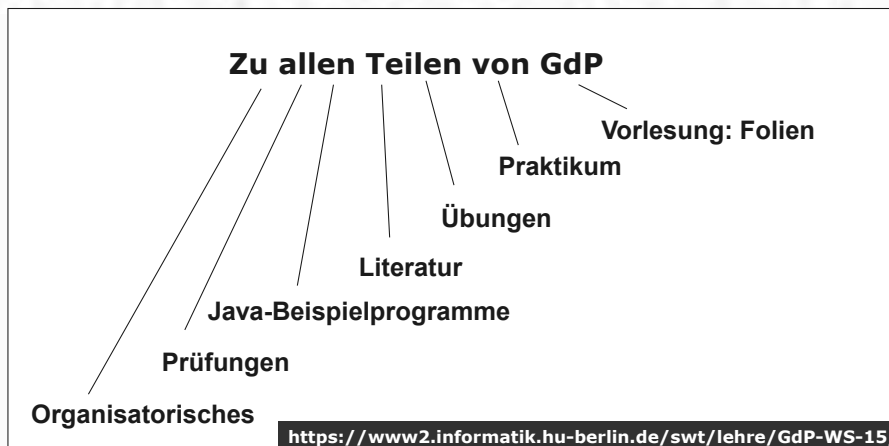 Zu allen Teilen von GdP
Vorlesung: Folien
Praktikum
Übungen
Literatur
Java-Beispielprogramme
Prüfungen
Organisatorisches
https://www2.informatik.hu-berlin.de/swt/lehre/GdP-WS-15